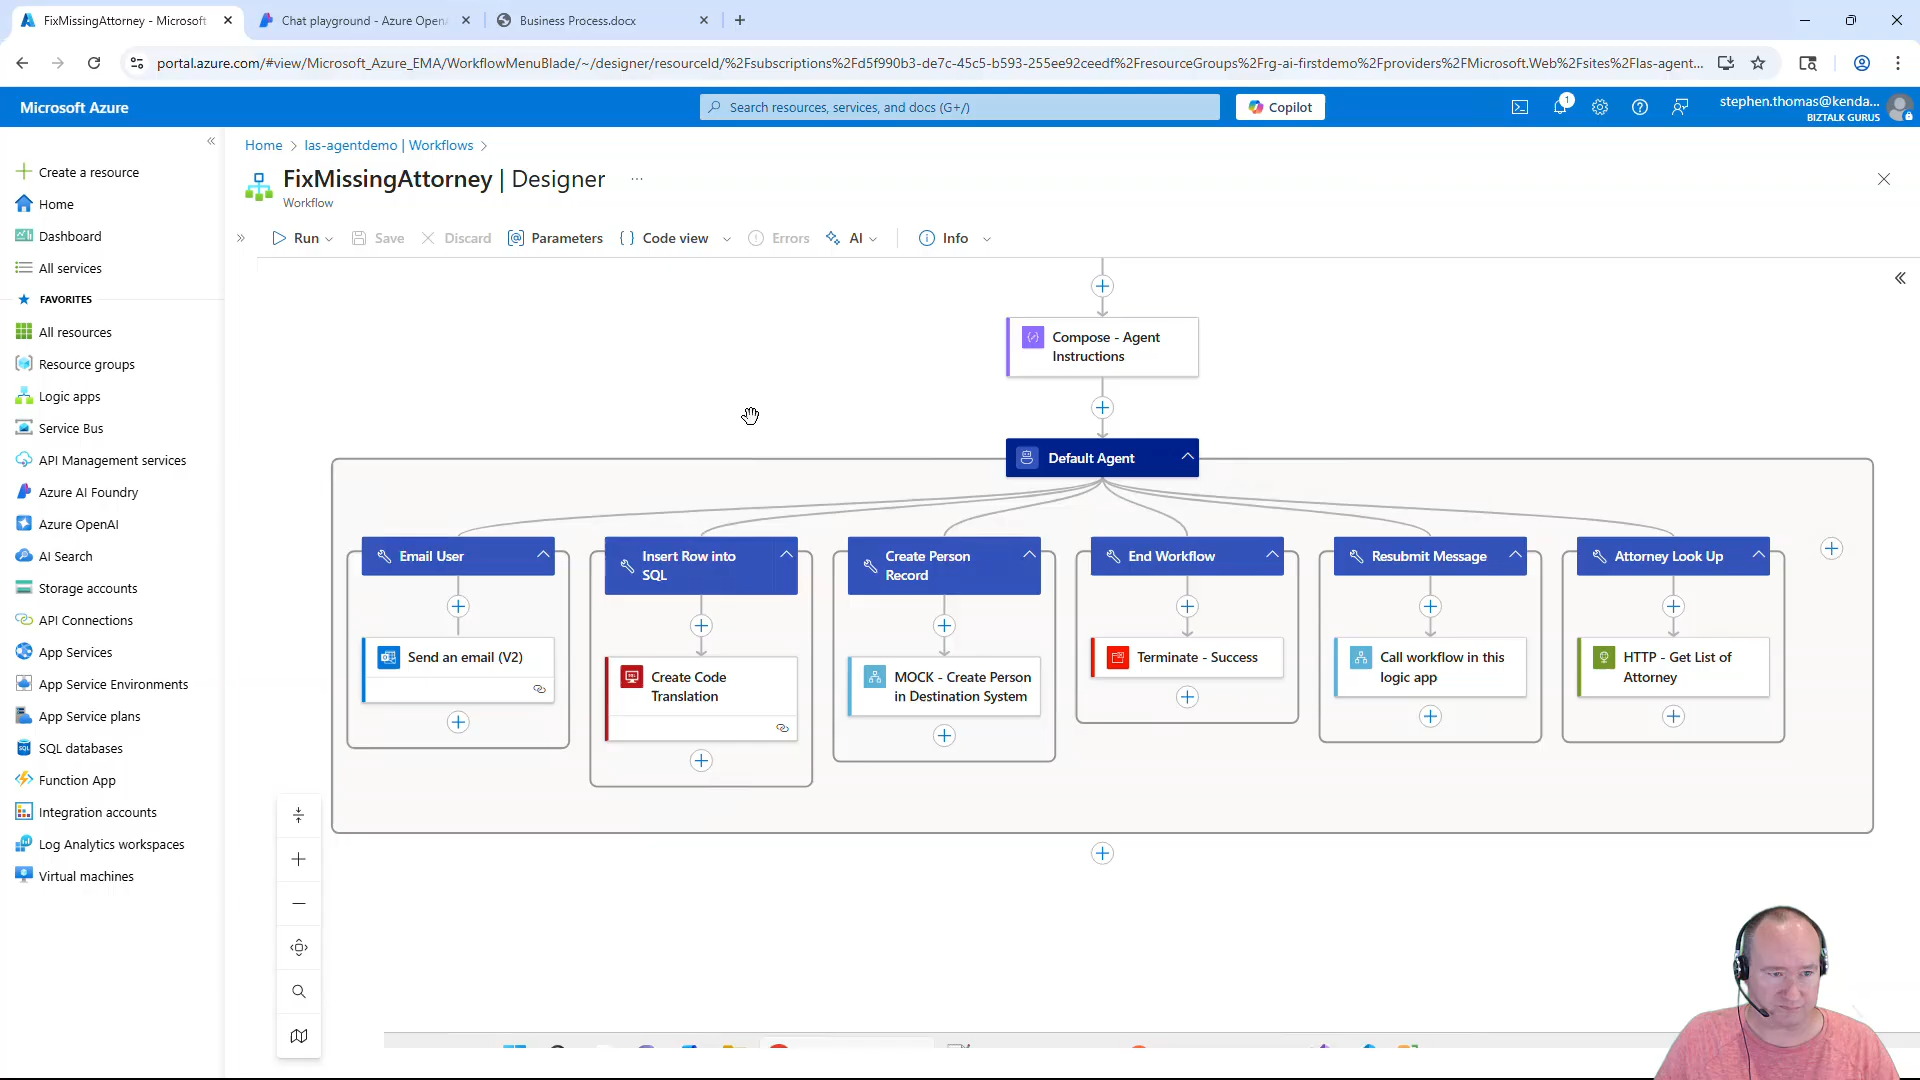 FixMissingAttorney - Microsoft
Chat playground - Azure Open
Business Process.docx
portal.azure.com/#view/Microsoft_Azure_EMA/WorkflowMenuBlade/~/designer/resourceId/%2Fsubscriptions%2Fd5f990b3-de7c-45c5-b593-255ee92ceedf%2FresourceGroups%2Frg-ai-firstdemo%2Fproviders%2FMicrosoft.Web%2Fsites%2Flas-agent...
Microsoft Azure
Search resources, services, and docs (G+/)
Copilot
1
stephen.thomas@kenda...
BIZTALK GURUS
Create a resource
Home
Dashboard
All services
FAVORITES
All resources
Resource groups
Logic apps
Service Bus
API Management services
Azure AI Foundry
Azure OpenAI
AI Search
Storage accounts
API Connections
App Services
App Service Environments
App Service plans
SQL databases
Function App
Integration accounts
Log Analytics workspaces
Virtual machines
Home > las-agentdemo | Workflows >
FixMissingAttorney | Designer ...
Workflow
Run
Save
Discard
Parameters
Code view
Errors
AI
Info
Compose - Agent
Instructions
Default Agent
Email User
Send an email (V2)
Insert Row into
SQL
Create Code
Translation
Create Person
Record
MOCK - Create Person
in Destination System
End Workflow
Terminate - Success
Resubmit Message
Call workflow in this
logic app
Attorney Look Up
HTTP - Get List of
Attorney